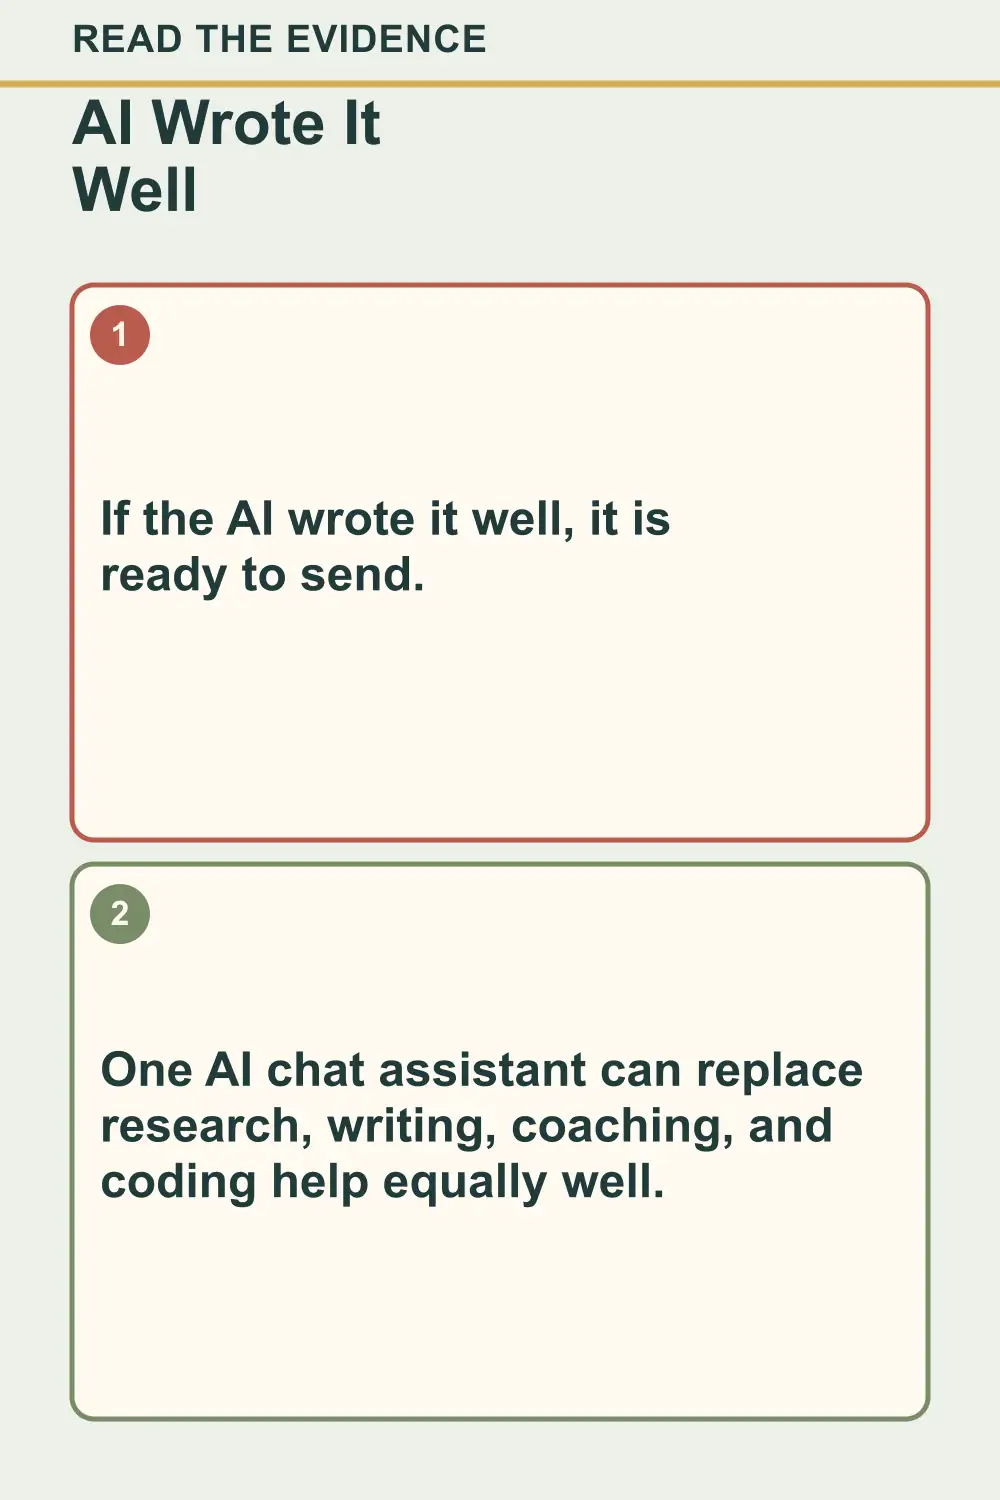 READ THE EVIDENCE
AI Wrote It
Well
1
If the AI wrote it well, it is
ready to send.
2
One AI chat assistant can replace
research, writing, coaching, and
coding help equally well.